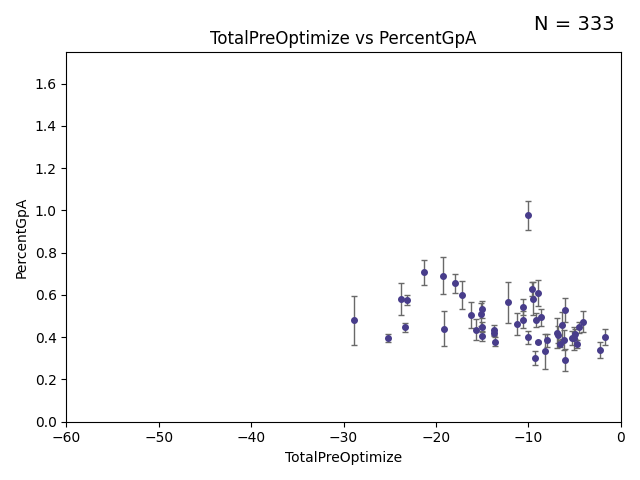 N = 333
TotalPreOptimize vs PercentGpA
1.6
1.4
1.2
1.0
0.8
0.6
0.4
0.2
0.0
PercentGpA
−60 −50 −40 −30 −20 −10 0
TotalPreOptimize